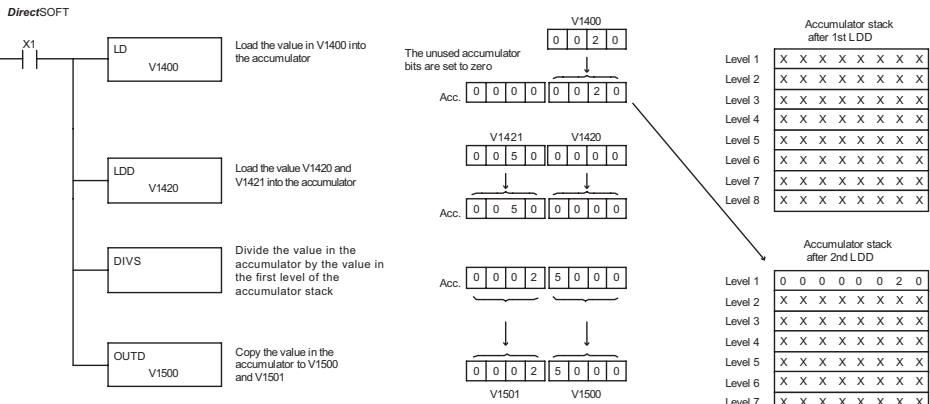 DirectSOFT
X1
LD
V1400
Load the value in V1400 into
the accumulator
LDD
V1420
Load the value V1420 and
V1421 into the accumulator
DIVS
Divide the value in the
accumulator by the value in
the first level of the
accumulator stack
OUTD
V1500
Copy the value in the
accumulator to V1500
and V1501
V1400
0 0 2 0
The unused accumulator
bits are set to zero
Acc. 0 0 0 0 0 0 2 0
V1421 V1420
0 0 5 0 0 0 0 0
Acc. 0 0 5 0 0 0 0 0
Acc. 0 0 0 2 5 0 0 0
0 0 0 2 5 0 0 0
V1501 V1500
Accumulator stack
after 1st LDD
Level 1 X X X X X X X X
Level 2 X X X X X X X X
Level 3 X X X X X X X X
Level 4 X X X X X X X X
Level 5 X X X X X X X X
Level 6 X X X X X X X X
Level 7 X X X X X X X X
Level 8 X X X X X X X X
Accumulator stack
after 2nd LDD
Level 1 0 0 0 0 0 0 2 0
Level 2 X X X X X X X X
Level 3 X X X X X X X X
Level 4 X X X X X X X X
Level 5 X X X X X X X X
Level 6 X X X X X X X X
Level 7 X X X X X X X X